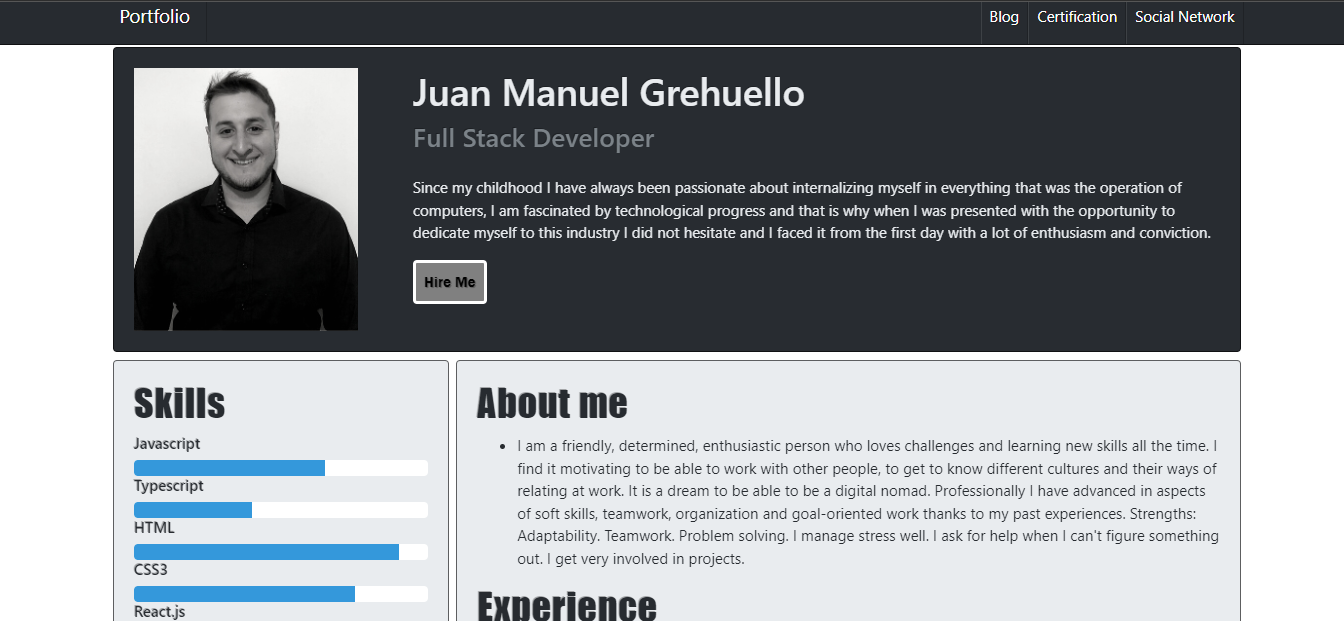 Portfolio
Blog
Certification
Social Network
Juan Manuel Grehuello
Full Stack Developer
Since my childhood I have always been passionate about internalizing myself in everything that was the operation of
computers, I am fascinated by technological progress and that is why when I was presented with the opportunity to
dedicate myself to this industry I did not hesitate and I faced it from the first day with a lot of enthusiasm and conviction.
Hire Me
Skills
Javascript
Typescript
HTML
CSS3
React.js
About me
I am a friendly, determined, enthusiastic person who loves challenges and learning new skills all the time. I
find it motivating to be able to work with other people, to get to know different cultures and their ways of
relating at work. It is a dream to be able to be a digital nomad. Professionally I have advanced in aspects
of soft skills, teamwork, organization and goal-oriented work thanks to my past experiences. Strengths:
Adaptability. Teamwork. Problem solving. I manage stress well. I ask for help when I can't figure something
out. I get very involved in projects.
Experience